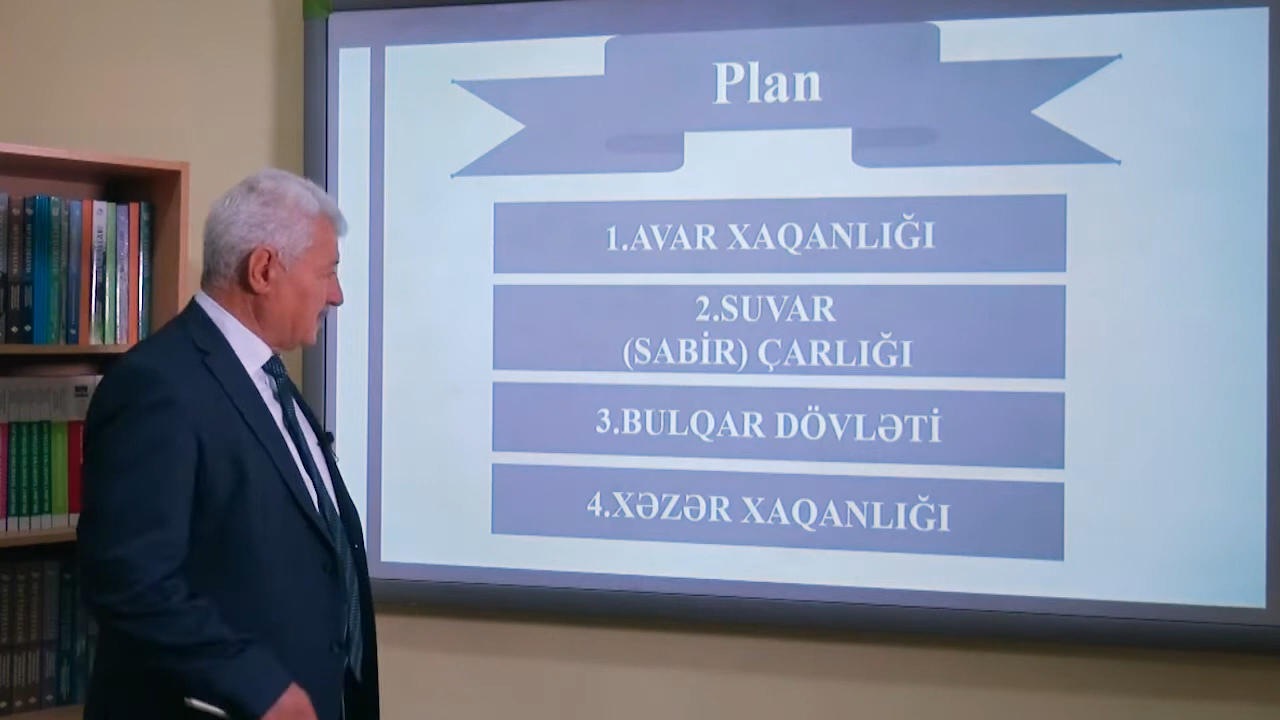 Plan
1.AVAR XAQANLIĞI
2.SUVAR
(SABİR) ÇARLIĞI
3.BULQAR DÖVLƏTİ
4.XƏZƏR XAQANLIĞI